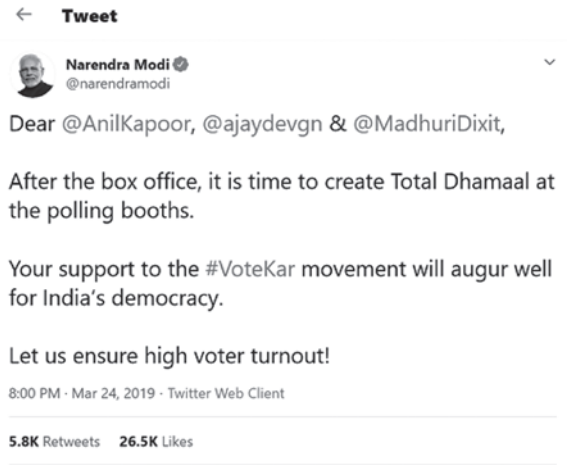 Tweet
Narendra Modi
@narendramodi
Dear @AnilKapoor, @ajaydevgn & @MadhuriDixit,
After the box office, it is time to create Total Dhamaal at
the polling booths.
Your support to the #VoteKar movement will augur well
for India's democracy.
Let us ensure high voter turnout!
8:00 PM · Mar 24, 2019 · Twitter Web Client
5.8K Retweets 26.5K Likes